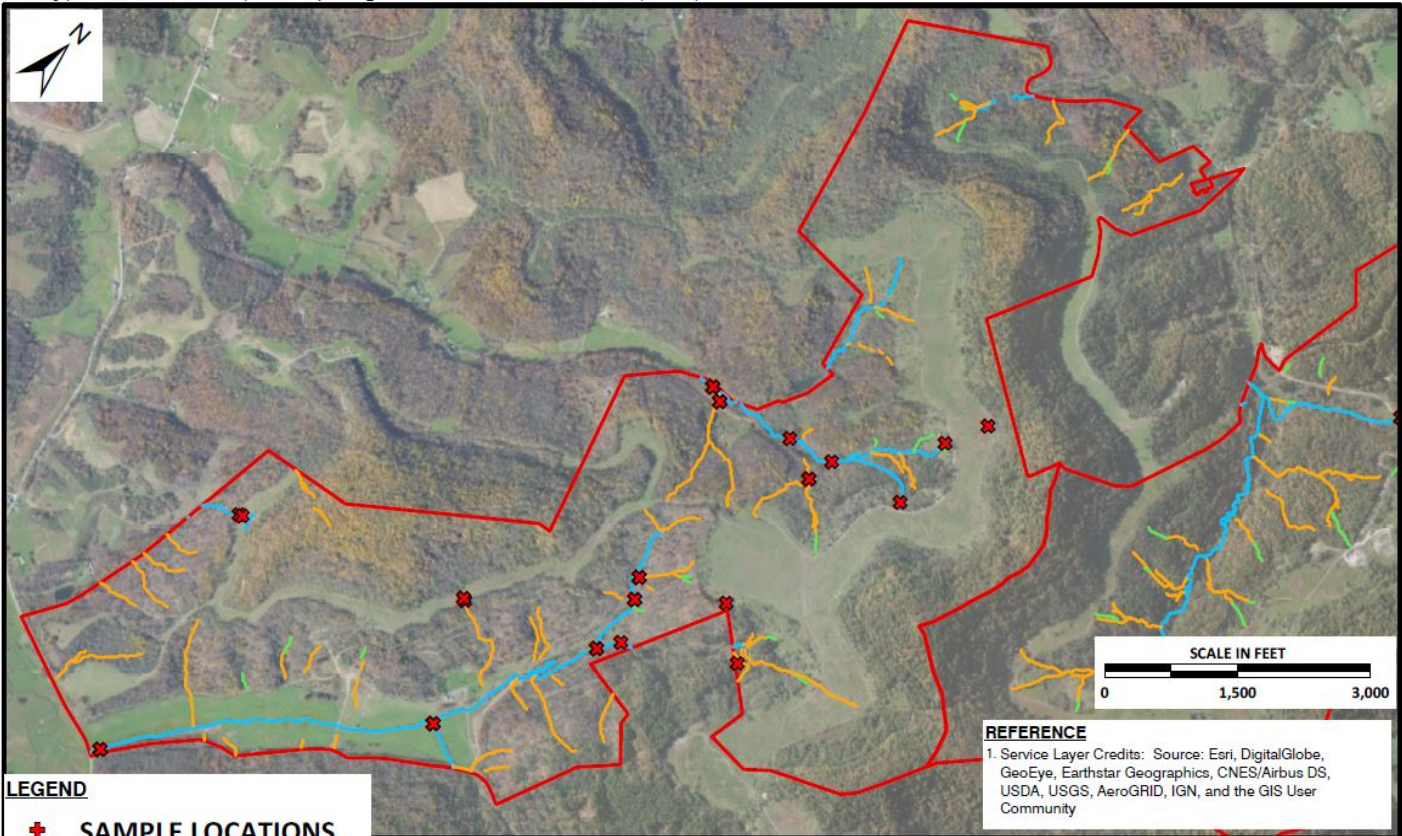 N
SCALE IN FEET
0 1,500 3,000
REFERENCE
1. Service Layer Credits: Source: Esri, DigitalGlobe,
GeoEye, Earthstar Geographics, CNES/Airbus DS,
USDA, USGS, AeroGRID, IGN, and the GIS User
Community
LEGEND
SAMPLE LOCATIONS